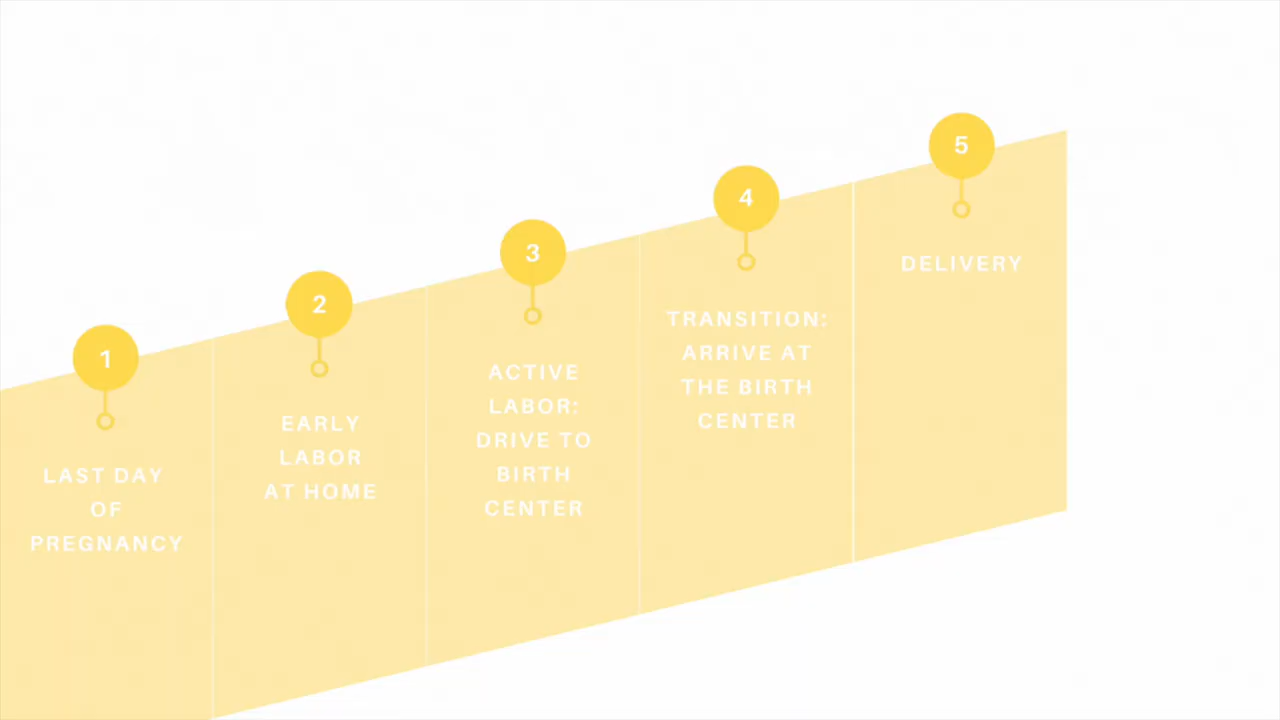 1
LAST DAY
OF
PREGNANCY
2
EARLY
LABOR
AT HOME
3
ACTIVE
LABOR:
DRIVE TO
BIRTH
CENTER
4
TRANSITION:
ARRIVE AT
THE BIRTH
CENTER
5
DELIVERY